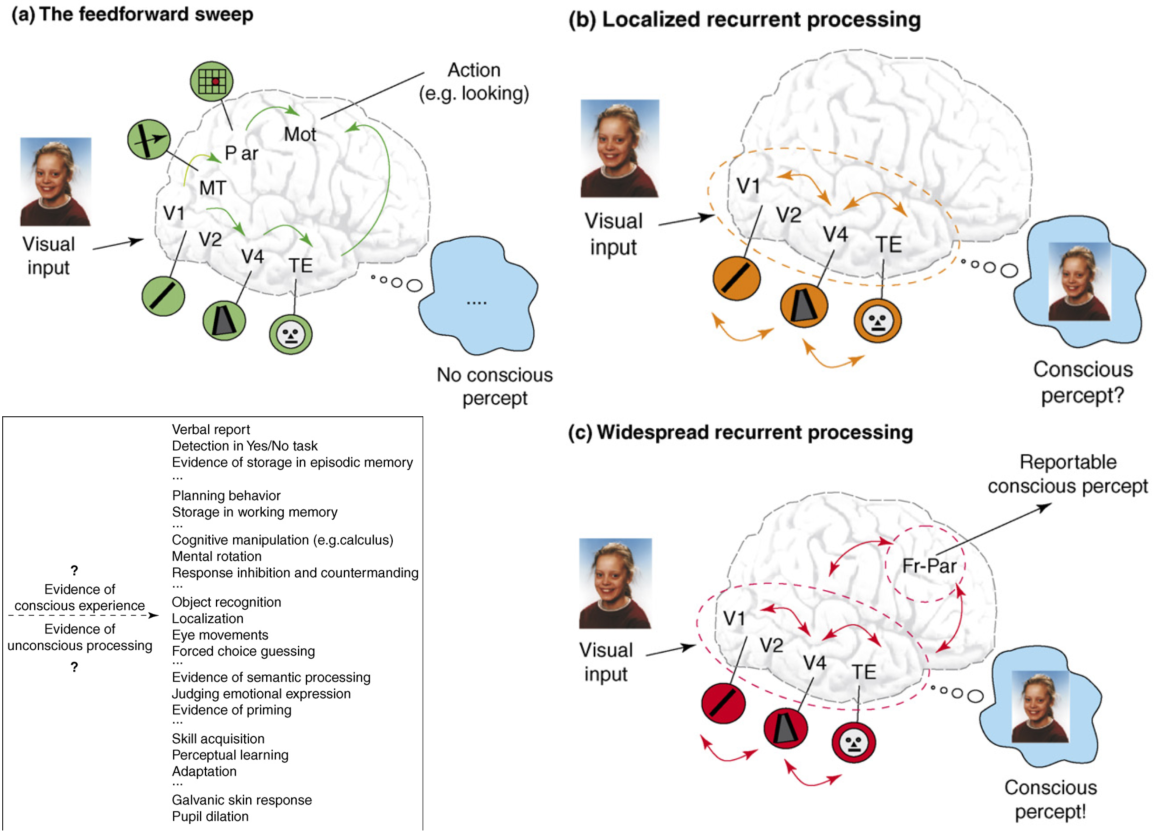 (a) The feedforward sweep
Action
(e.g. looking)
Mot
Par
MT
V1
V2
V4
TE
Visual
input
....
No conscious
percept
(b) Localized recurrent processing
V1
V2
V4
TE
Visual
input
Conscious
percept?
Verbal report
Detection in Yes/No task
Evidence of storage in episodic memory
...
Planning behavior
Storage in working memory
...
Cognitive manipulation (e.g.calculus)
Mental rotation
Response inhibition and countermanding
...
?
Evidence of
conscious experience
Evidence of
unconscious processing
?
Object recognition
Localization
Eye movements
Forced choice guessing
...
Evidence of semantic processing
Judging emotional expression
Evidence of priming
...
Skill acquisition
Perceptual learning
Adaptation
...
Galvanic skin response
Pupil dilation
(c) Widespread recurrent processing
Reportable
conscious percept
Fr-Par
V1
V2
V4
TE
Visual
input
Conscious
percept!